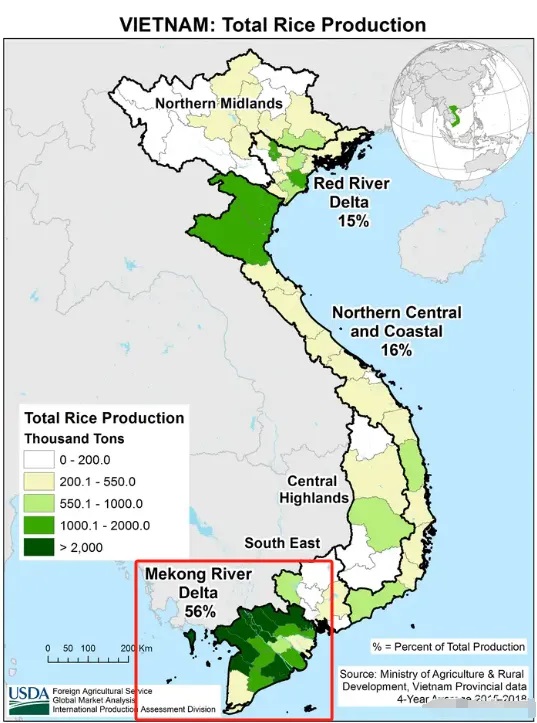 VIETNAM: Total Rice Production
Northern Midlands
Red River
Delta
15%
Northern Central
and Coastal
16%
Total Rice Production
Thousand Tons
0 - 200.0
200.1 - 550.0
550.1 - 1000.0
1000.1 - 2000.0
> 2,000
Central
Highlands
South East
Mekong River
Delta
56%
0 50 100 200 Km
% = Percent of Total Production
Source: Ministry of Agriculture & Rural
Development, Vietnam Provincial data
4-Year Average 2015-2018
USDA
Foreign Agricultural Service
Global Market Analysis
International Production Assessment Division